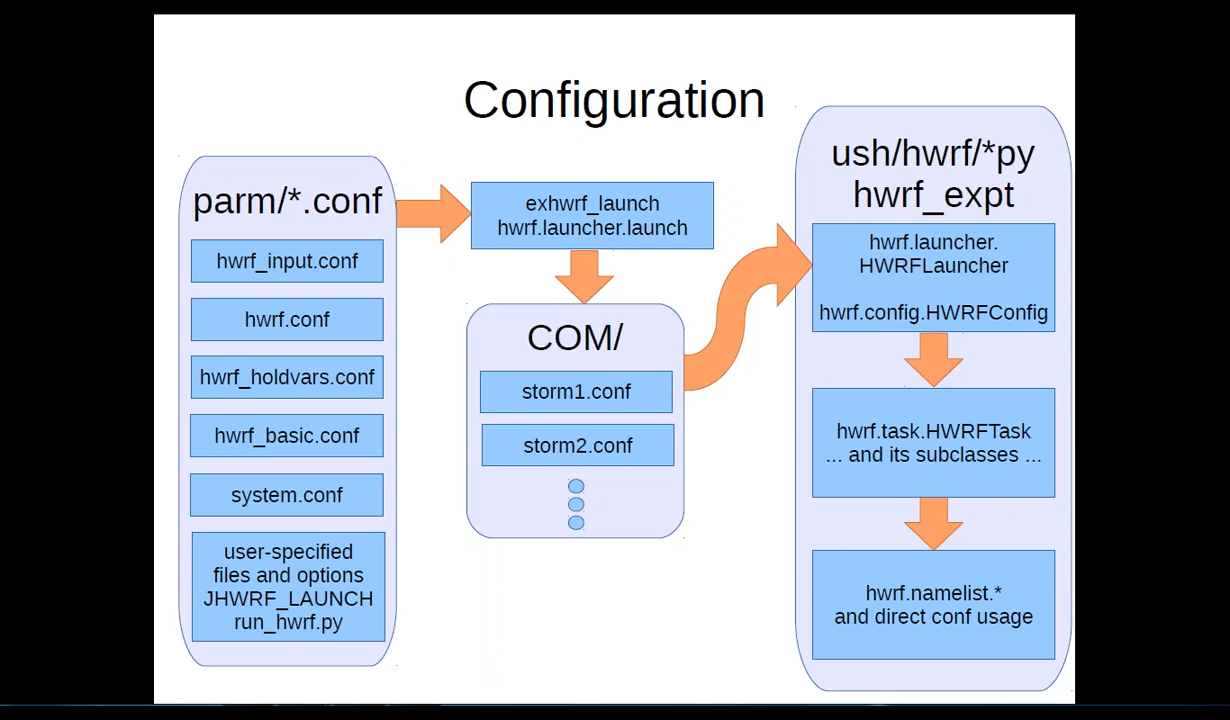 Configuration
parm/*.conf
hwrf_input.conf
hwrf.conf
hwrf_holdvars.conf
hwrf_basic.conf
system.conf
user-specified
files and options
JHWRF_LAUNCH
run_hwrf.py
exhwrf_launch
hwrf.launcher.launch
COM/
storm1.conf
storm2.conf
ush/hwrf/*py
hwrf_expt
hwrf.launcher.
HWRFLauncher
hwrf.config.HWRFConfig
hwrf.task.HWRFTask
... and its subclasses ...
hwrf.namelist.*
and direct conf usage